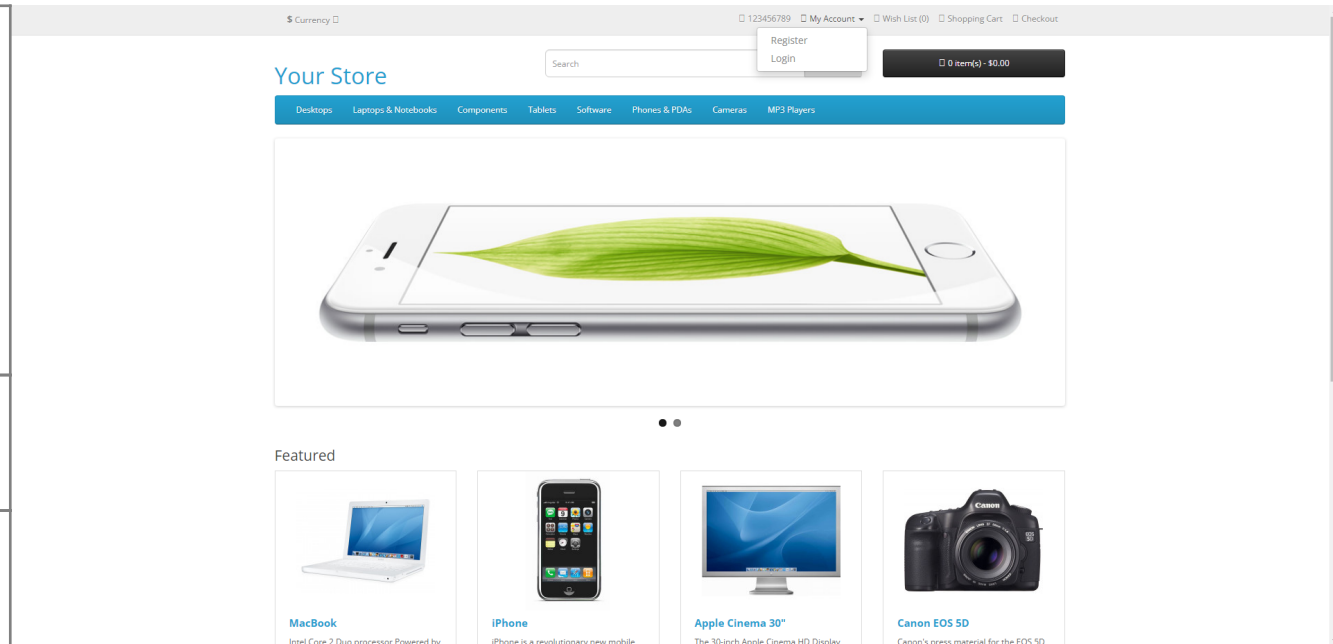 $ Currency
123456789 My Account Wish List (0) Shopping Cart Checkout
Register
Login
Your Store
Search
0 item(s) - $0.00
Desktops Laptops & Notebooks Components Tablets Software Phones & PDAs Cameras MP3 Players
Featured
Canon
MacBook
Intel Core 2 Duo processor Powered by
iPhone
iPhone is a revolutionary new mobile
Apple Cinema 30"
The 30-inch Apple Cinema HD Display
Canon EOS 5D
Canon's press material for the EOS 5D